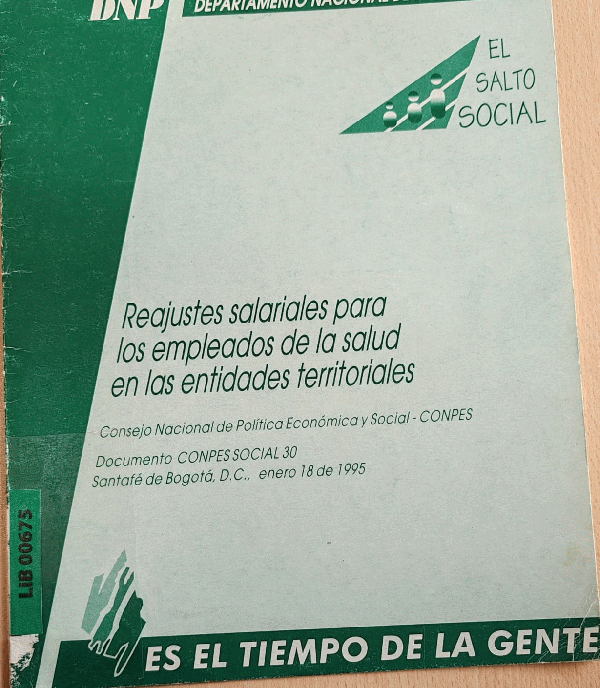 DNP
DEPARTAMENTO NACIONAL
EL
SALTO
SOCIAL
Reajustes salariales para
los empleados de la salud
en las entidades territoriales
Consejo Nacional de Política Económica y Social - CONPES
Documento CONPES SOCIAL 30
Santafé de Bogotá, D.C., enero 18 de 1995
LIB 00675
ES EL TIEMPO DE LA GENTE